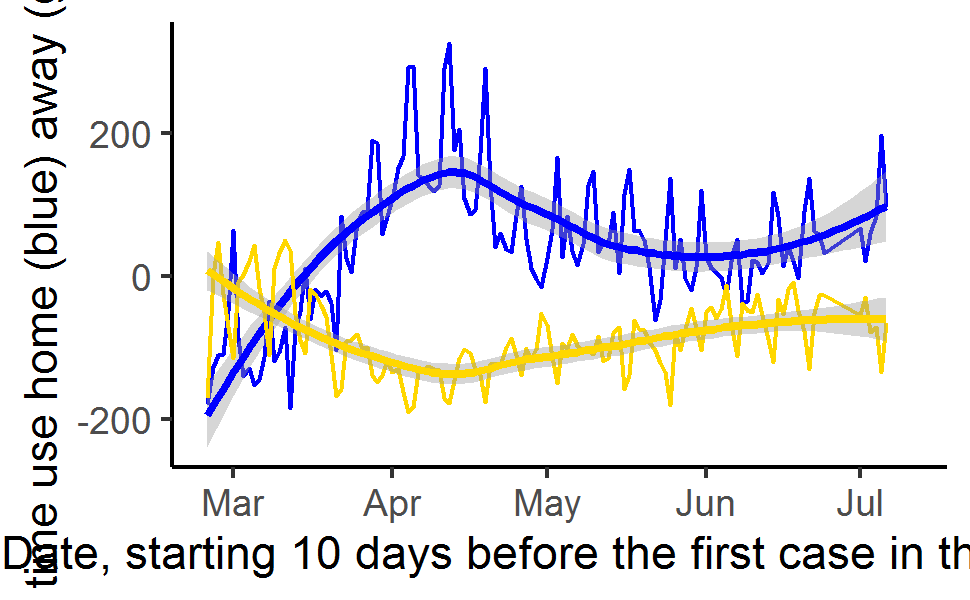 time use home (blue) away (
200
0
-200
Mar Apr May Jun Jul
Date, starting 10 days before the first case in th